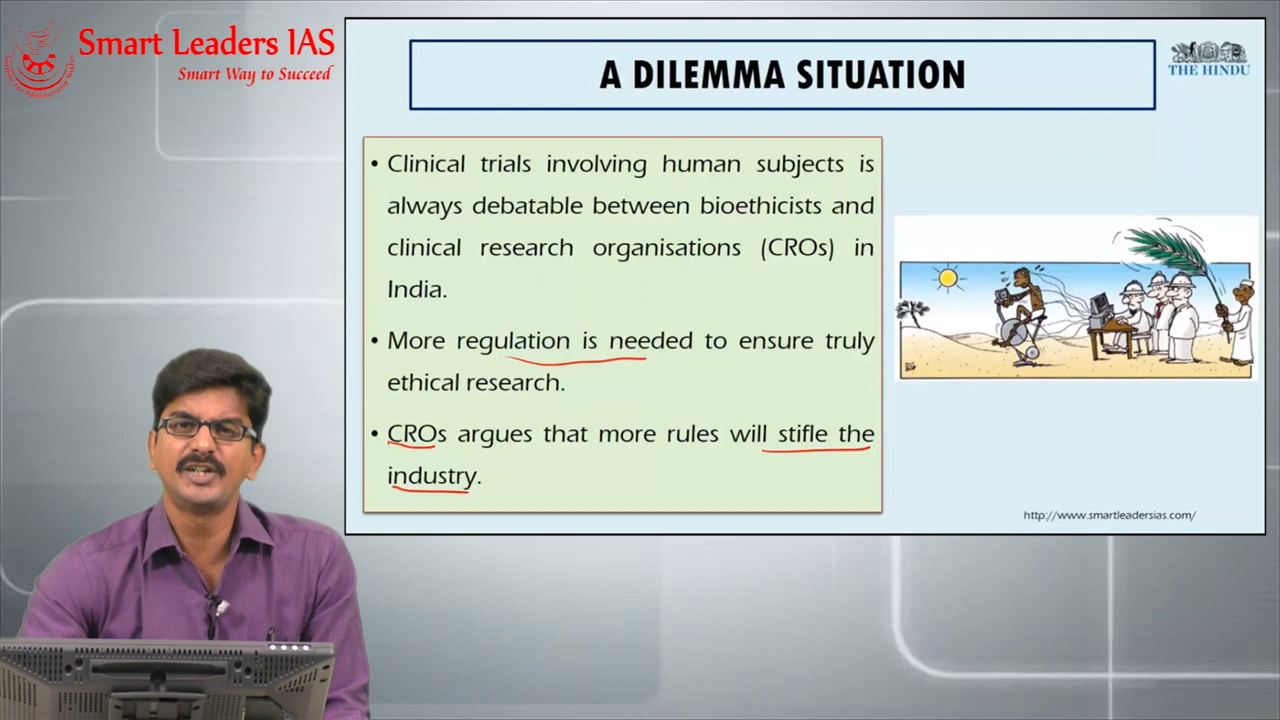 Smart Leaders IAS
Smart Way to Succeed
A DILEMMA SITUATION
THE HINDU
• Clinical trials involving human subjects is
always debatable between bioethicists and
clinical research organisations (CROs) in
India.
• More regulation is needed to ensure truly
ethical research.
• CROs argues that more rules will stifle the
industry.
http://www.smartleadersias.com/